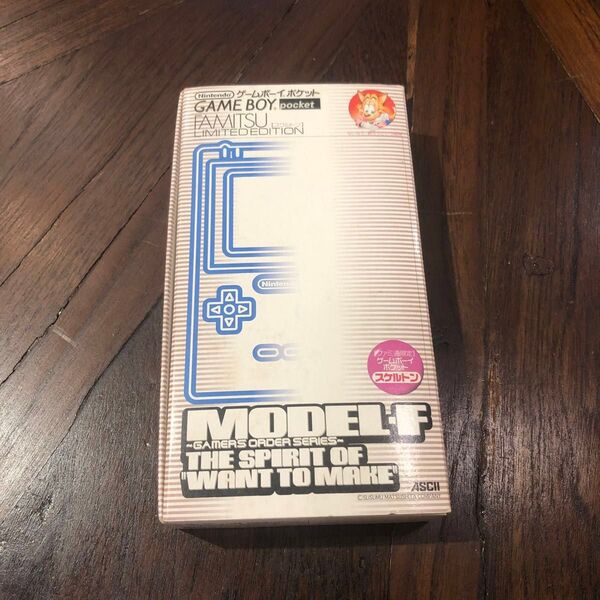 Nintendo ゲームボーイ ポケット
GAME BOY pocket
FAMITSU
LIMITED EDITION
Nintendo
ファミ通限定!
ゲームボーイ
ポケット
スケルトン
MODEL-F
~GAMERS ORDER SERIES~
THE SPIRIT OF
"WANT TO MAKE"
ASCII